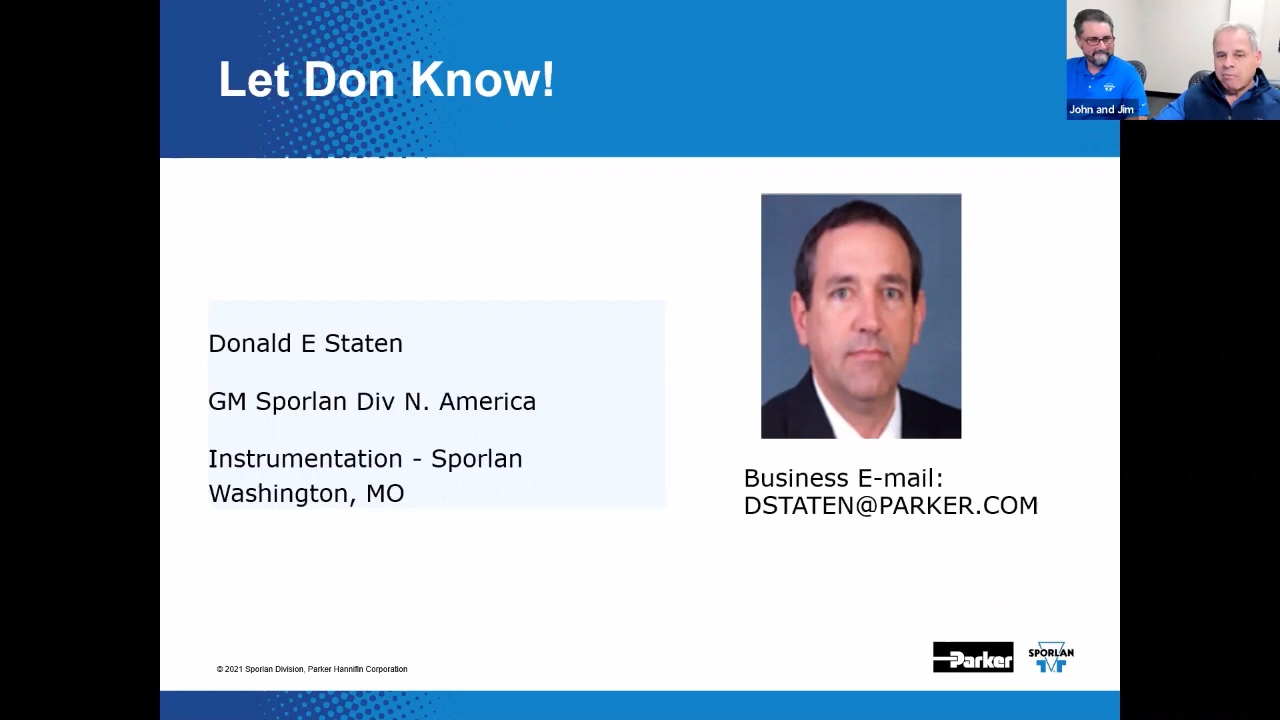 Let Don Know!
John and Jim
Donald E Staten
GM Sporlan Div N. America
Instrumentation - Sporlan
Washington, MO
Business E-mail:
DSTATEN@PARKER.COM
© 2021 Sporlan Division, Parker Hannifin Corporation
Parker
SPORLAN